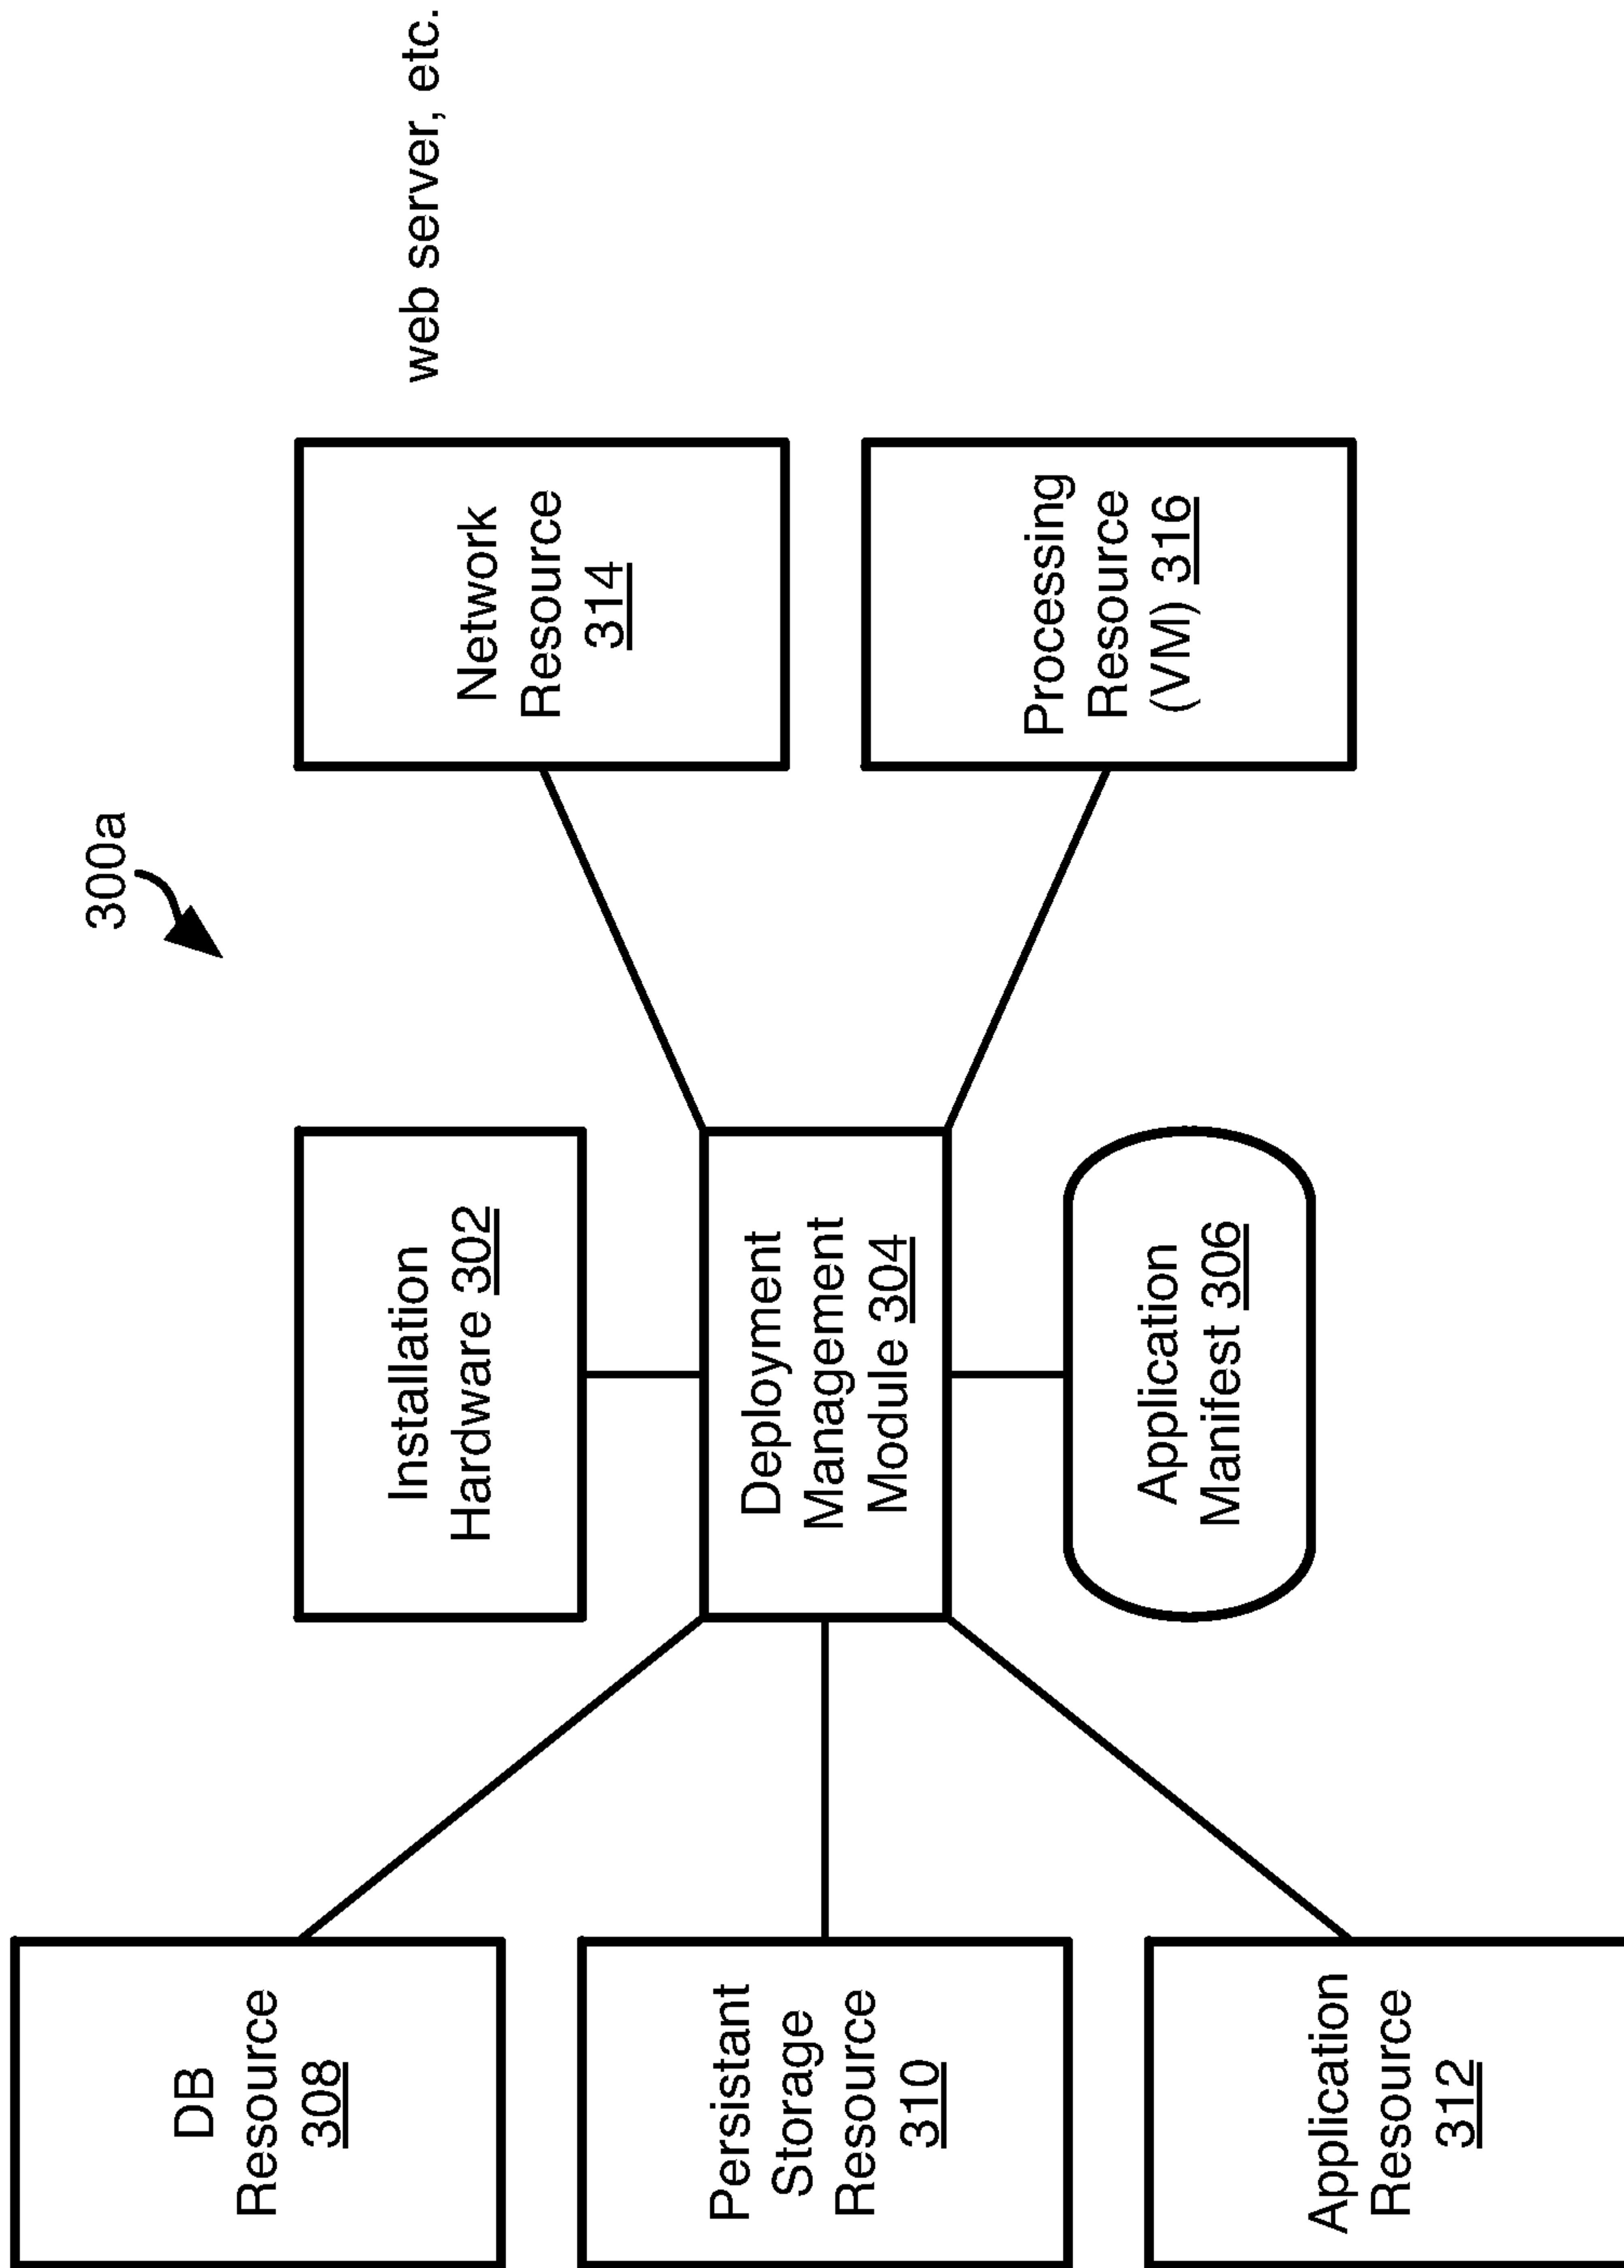 300a
DB
Resource
308
Installation
Hardware 302
Network
Resource
314
web server, etc.
Persistant
Storage
Resource
310
Deployment
Management
Module 304
Processing
Resource
(VM) 316
Application
Resource
312
Application
Manifest 306